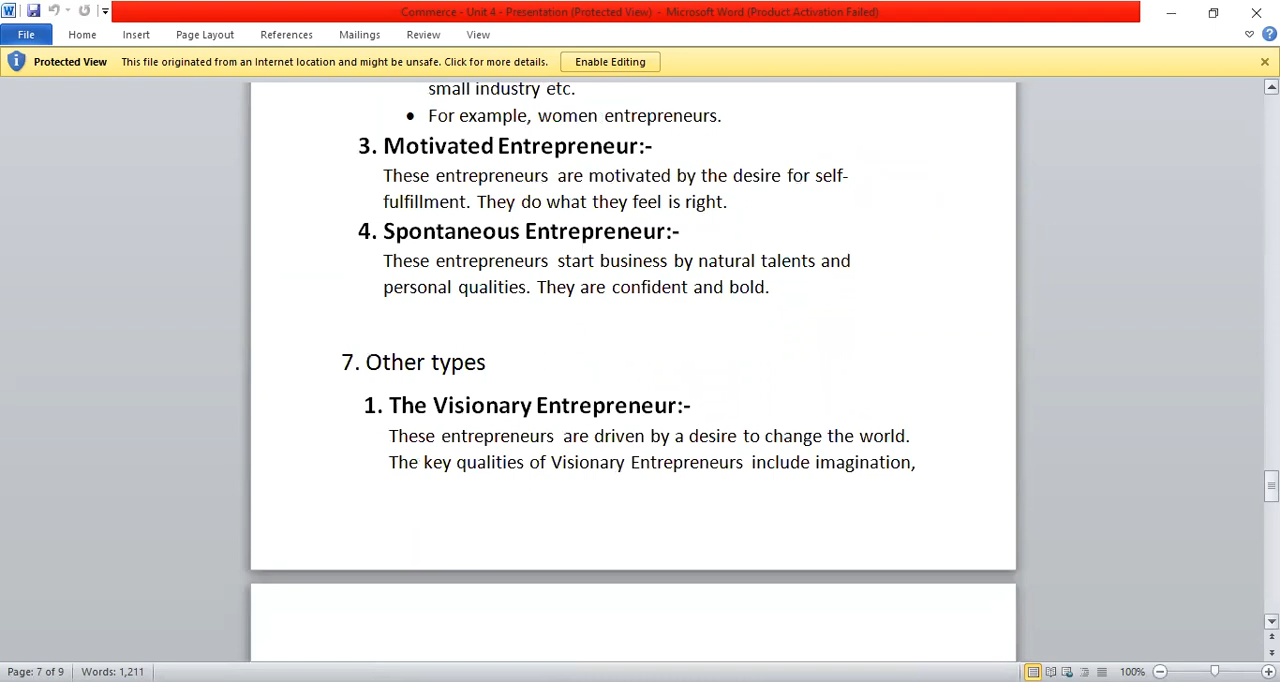 Commerce - Unit 4 - Presentation (Protected View) - Microsoft Word (Product Activation Failed)
File Home Insert Page Layout References Mailings Review View
Protected View This file originated from an Internet location and might be unsafe. Click for more details. Enable Editing
small industry etc.
• For example, women entrepreneurs.
3. Motivated Entrepreneur:-
These entrepreneurs are motivated by the desire for self-
fulfillment. They do what they feel is right.
4. Spontaneous Entrepreneur:-
These entrepreneurs start business by natural talents and
personal qualities. They are confident and bold.
7. Other types
1. The Visionary Entrepreneur:-
These entrepreneurs are driven by a desire to change the world.
The key qualities of Visionary Entrepreneurs include imagination,
Page: 7 of 9 Words: 1,211 100%